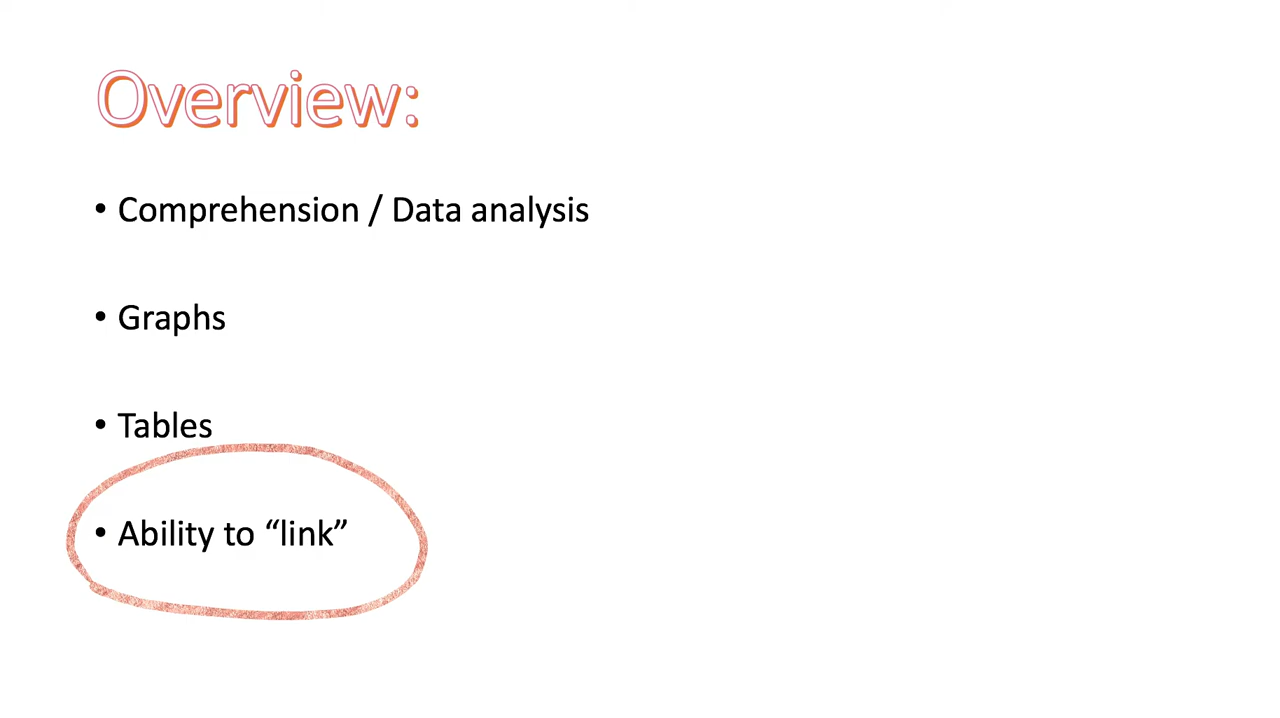 Overview:
• Comprehension / Data analysis
• Graphs
• Tables
• Ability to “link”